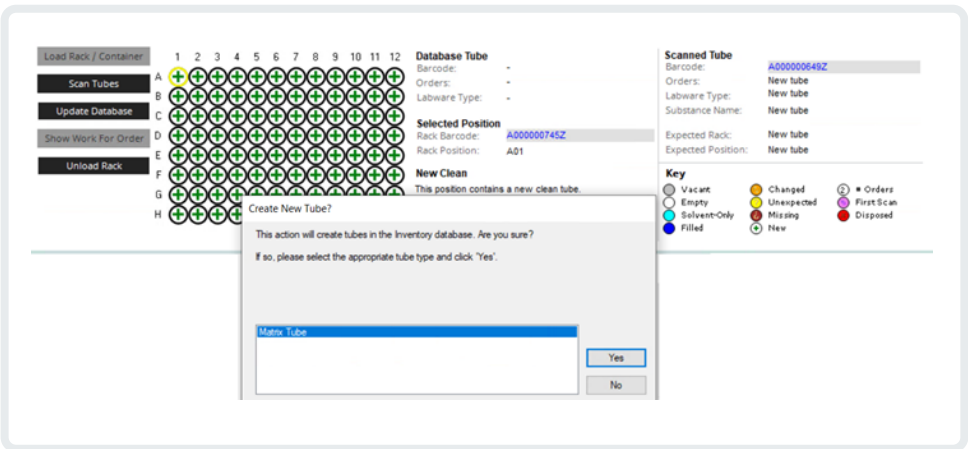 Load Rack / Container
Scan Tubes
Update Database
Show Work For Order
Unload Rack
1 2 3 4 5 6 7 8 9 10 11 12
A
B
C
D
E
F
G
H
Database Tube
Barcode: -
Orders: -
Labware Type: -
Selected Position
Rack Barcode: A000000745Z
Rack Position: A01
New Clean
This position contains a new clean tube.
Scanned Tube
Barcode: A000000649Z
Orders: New tube
Labware Type: New tube
Substance Name: New tube
Expected Rack: New tube
Expected Position: New tube
Key
Vacant Changed 2 # Orders
Empty Unexpected First Scan
Solvent-Only Missing Disposed
Filled New
Create New Tube?
This action will create tubes in the Inventory database. Are you sure?
If so, please select the appropriate tube type and click 'Yes'.
Matrix Tube
Yes
No